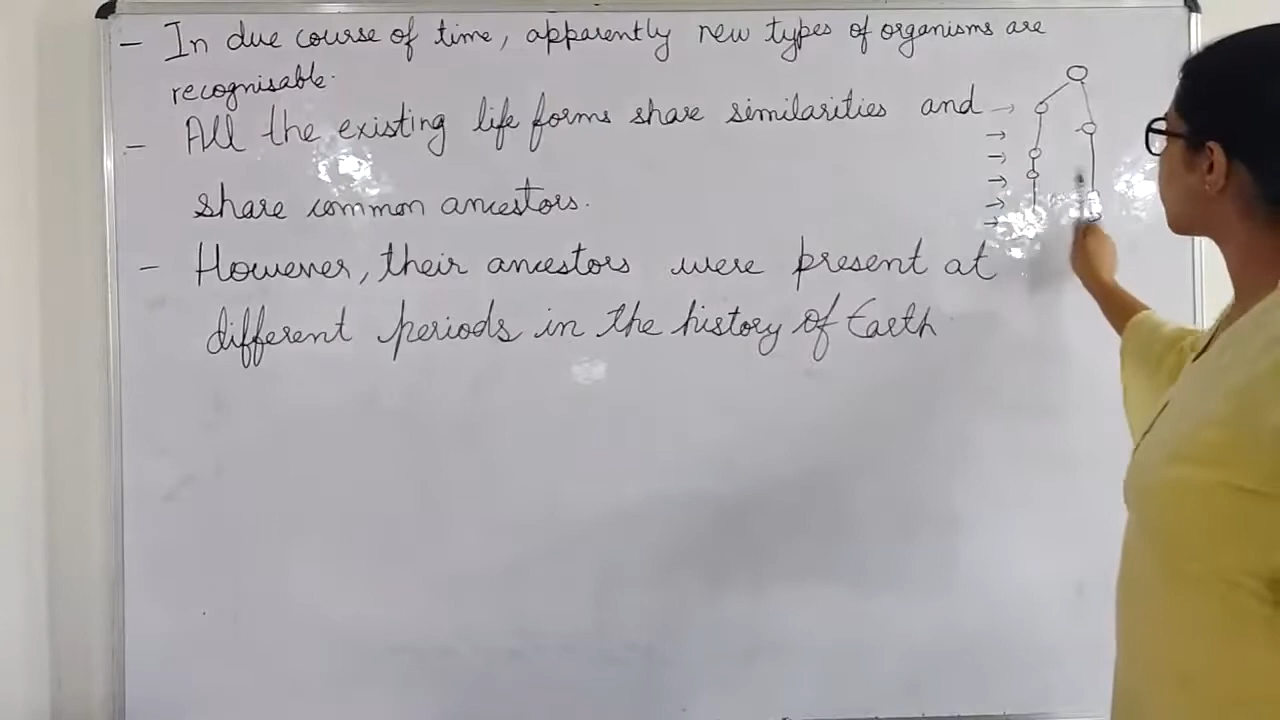 - In due course of time, apparently new types of organisms are
recognisable.
- All the existing life forms share similarities and
share common ancestors.
- However, their ancestors were present at
different periods in the history of Earth